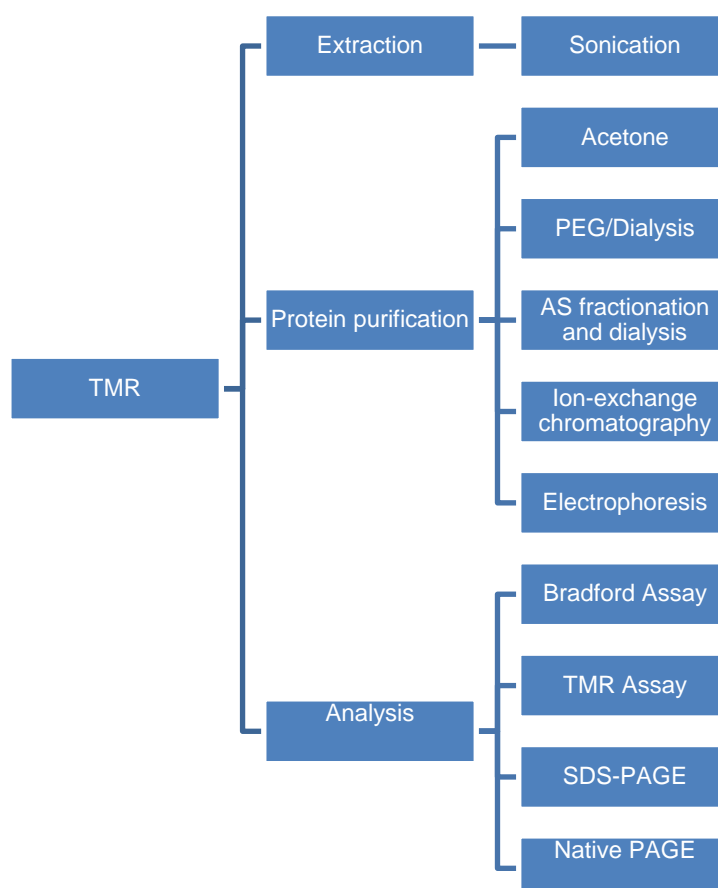 TMR
Extraction
Sonication
Protein purification
Acetone
PEG/Dialysis
AS fractionation
and dialysis
Ion-exchange
chromatography
Electrophoresis
Analysis
Bradford Assay
TMR Assay
SDS-PAGE
Native PAGE